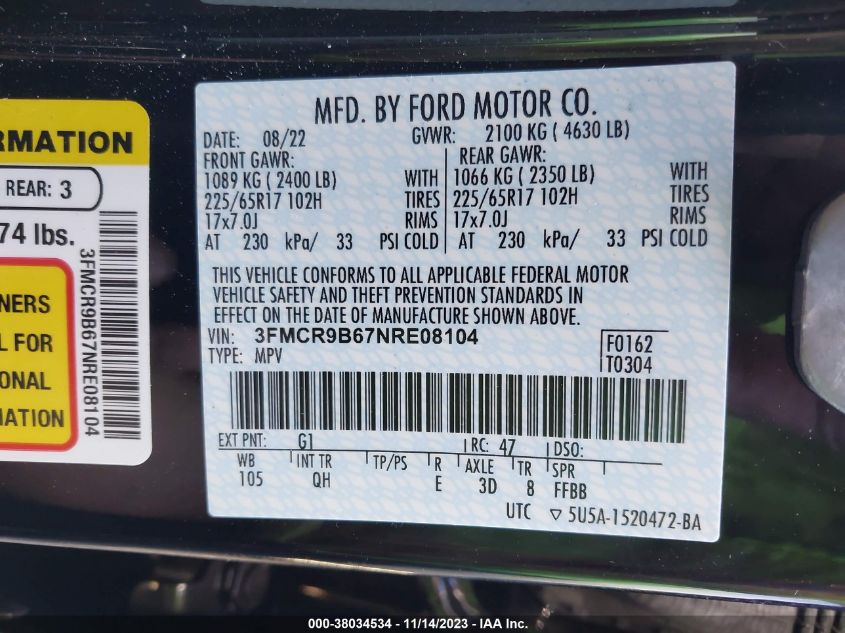 RMATION
REAR: 3
74 lbs.
NERS
L FOR
ONAL
MATION
3FMCR9B67NRE08104
MFD. BY FORD MOTOR CO.
DATE: 08/22 GVWR: 2100 KG ( 4630 LB)
FRONT GAWR: REAR GAWR:
1089 KG ( 2400 LB) WITH 1066 KG ( 2350 LB) WITH
225/65R17 102H TIRES 225/65R17 102H TIRES
17x7.0J RIMS 17x7.0J RIMS
AT 230 kPa/ 33 PSI COLD AT 230 kPa/ 33 PSI COLD
THIS VEHICLE CONFORMS TO ALL APPLICABLE FEDERAL MOTOR
VEHICLE SAFETY AND THEFT PREVENTION STANDARDS IN
EFFECT ON THE DATE OF MANUFACTURE SHOWN ABOVE.
VIN: 3FMCR9B67NRE08104 F0162
TYPE: MPV T0304
EXT PNT: G1 RC: 47 DSO:
WB INT TR TP/PS R AXLE TR SPR
105 QH E 3D 8 FFBB
UTC ▽ 5U5A-1520472-BA
000-38034534 - 11/14/2023 - IAA Inc.